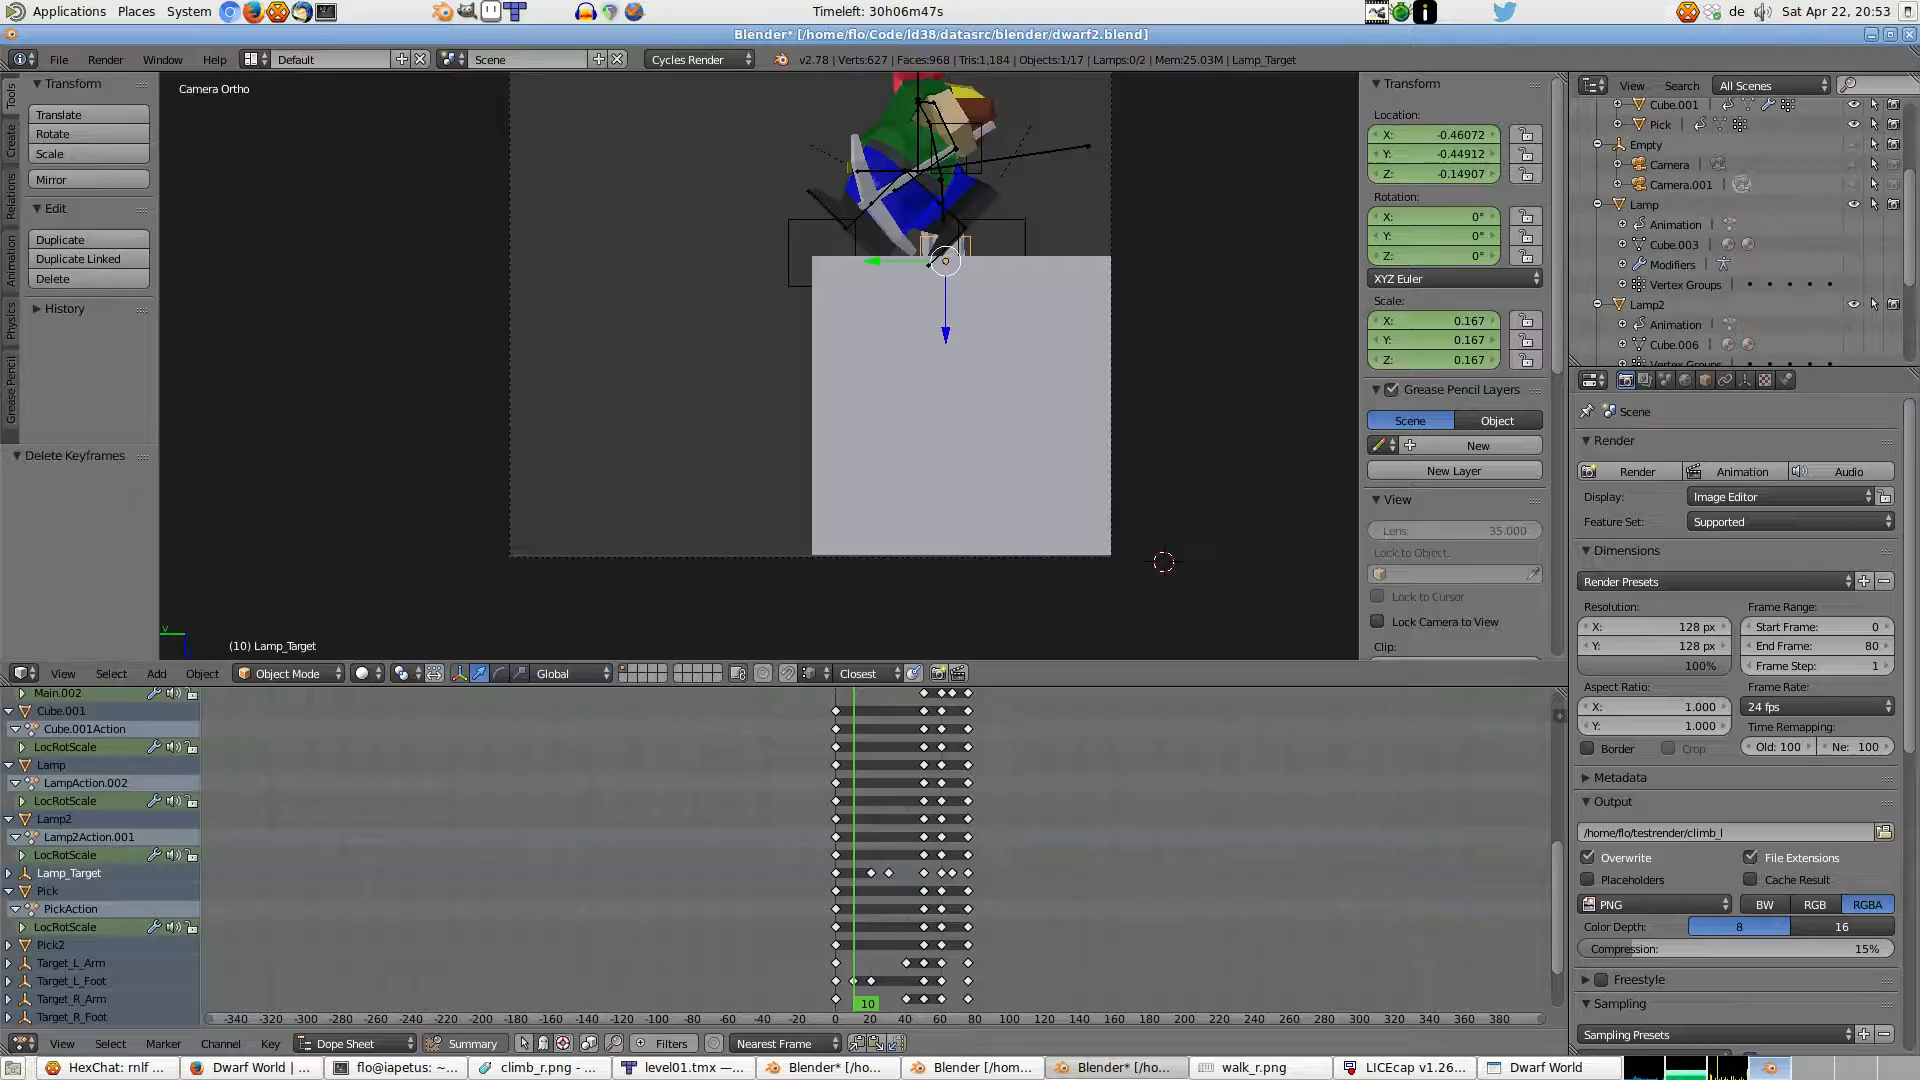 Applications Places System Timeleft: 30h06m47s de Sat Apr 22, 20:53
Blender* [/home/flo/Code/ld38/datasrc/blender/dwarf2.blend]
File Render Window Help Default Scene Cycles Render v2.78 | Verts:627 | Faces:968 | Tris:1,184 | Objects:1/17 | Lamps:0/2 | Mem:25.03M | Lamp_Target
Tools
Create
Relations
Animation
Physics
Grease Pencil
Transform
Translate
Rotate
Scale
Mirror
Edit
Duplicate
Duplicate Linked
Delete
History
Delete Keyframes
Camera Ortho
(10) Lamp_Target
Transform
Location:
X: -0.46072
Y: -0.44912
Z: -0.14907
Rotation:
X: 0°
Y: 0°
Z: 0°
XYZ Euler
Scale:
X: 0.167
Y: 0.167
Z: 0.167
Grease Pencil Layers
Scene Object
New
New Layer
View
Lens: 35.000
Lock to Object:
Lock to Cursor
Lock Camera to View
Clip:
View Search All Scenes
Cube.001
Pick
Empty
Camera
Camera.001
Lamp
Animation
Cube.003
Modifiers
Vertex Groups
Lamp2
Animation
Cube.006
Vertex Groups
Scene
Render
Render Animation Audio
Display: Image Editor
Feature Set: Supported
Dimensions
Render Presets
Resolution: Frame Range:
X: 128 px Start Frame: 0
Y: 128 px End Frame: 80
100% Frame Step: 1
Aspect Ratio: Frame Rate:
X: 1.000 24 fps
Y: 1.000 Time Remapping:
Border Crop Old: 100 Ne: 100
Metadata
Output
/home/flo/testrender/climb_l
Overwrite File Extensions
Placeholders Cache Result
PNG BW RGB RGBA
Color Depth: 8 16
Compression: 15%
Freestyle
Sampling
Sampling Presets
View Select Add Object Object Mode Global Closest
Main.002
Cube.001
Cube.001Action
LocRotScale
Lamp
LampAction.002
LocRotScale
Lamp2
Lamp2Action.001
LocRotScale
Lamp_Target
Pick
PickAction
LocRotScale
Pick2
Target_L_Arm
Target_L_Foot
Target_R_Arm
Target_R_Foot
10
-340 -320 -300 -280 -260 -240 -220 -200 -180 -160 -140 -120 -100 -80 -60 -40 -20 0 20 40 60 80 100 120 140 160 180 200 220 240 260 280 300 320 340 360 380
View Select Marker Channel Key Dope Sheet Summary Filters Nearest Frame
HexChat: rnlf ... Dwarf World | ... flo@iapetus: ~... climb_r.png - ... level01.tmx —... Blender* [/ho... Blender [/hom... Blender* [/ho... walk_r.png LICEcap v1.26... Dwarf World